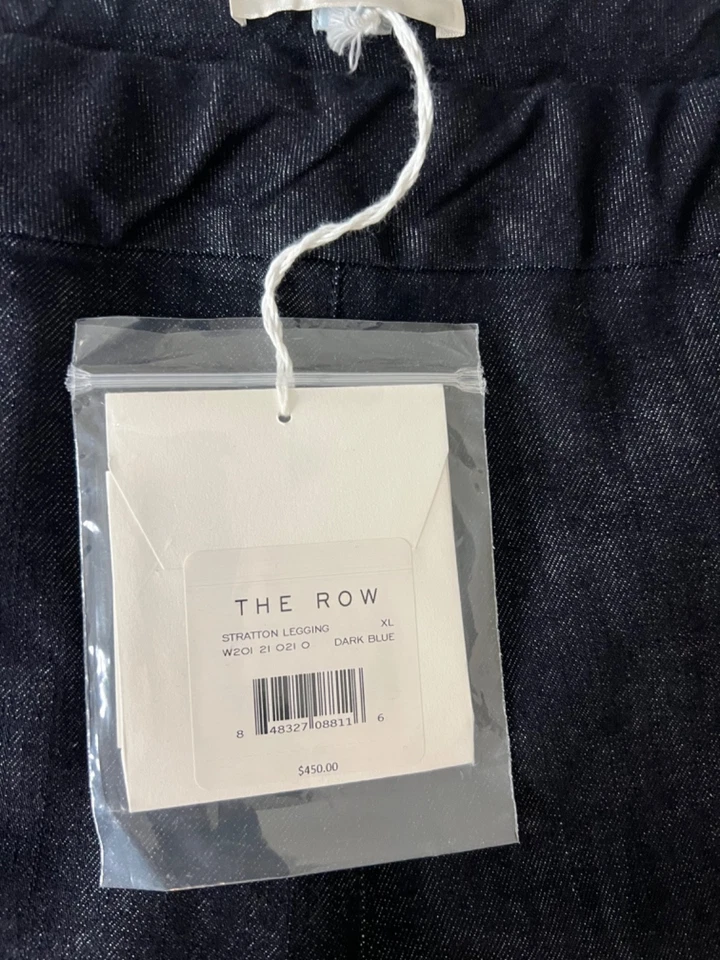 THE ROW
STRATTON LEGGING XL
W201 21 021 0 DARK BLUE
8 48327 08811 6
$450.00